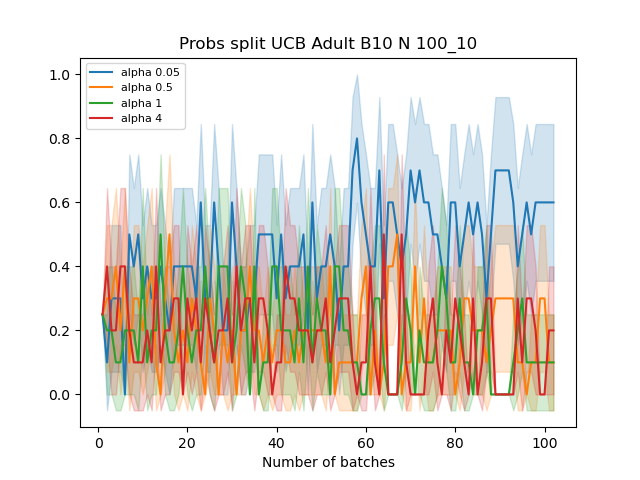 Probs split UCB Adult B10 N 100_10
alpha 0.05
alpha 0.5
alpha 1
alpha 4
1.0
0.8
0.6
0.4
0.2
0.0
0 20 40 60 80 100
Number of batches